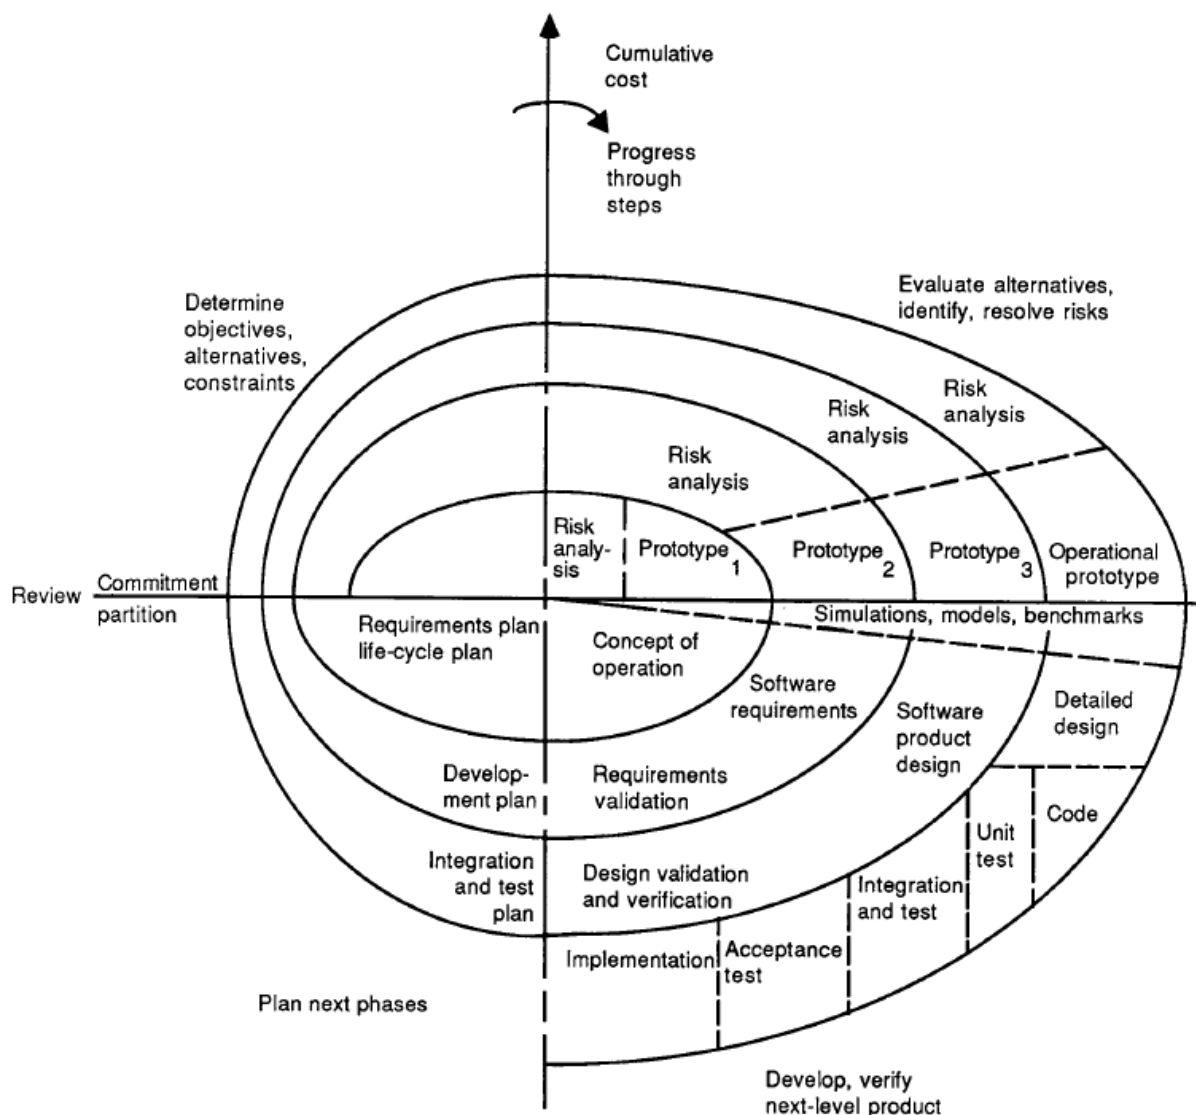 Cumulative
cost
Progress
through
steps
Determine
objectives,
alternatives,
constraints
Evaluate alternatives,
identify, resolve risks
Risk
analysis
Risk
analysis
Risk
analysis
Risk
analy-
sis
Prototype
1
Prototype
2
Prototype
3
Operational
prototype
Review
Commitment
partition
Simulations, models, benchmarks
Requirements plan
life-cycle plan
Concept of
operation
Software
requirements
Software
product
design
Detailed
design
Develop-
ment plan
Requirements
validation
Code
Unit
test
Integration
and test
plan
Design validation
and verification
Integration
and test
Implementation
Acceptance
test
Plan next phases
Develop, verify
next-level product